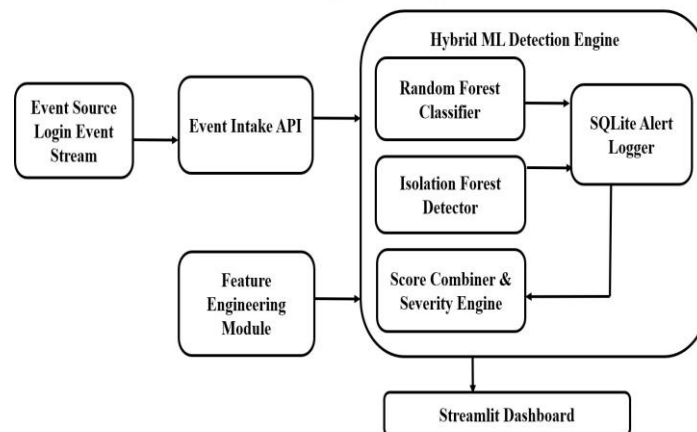 Hybrid ML Detection Engine
Event Source
Login Event
Stream
Event Intake API
Random Forest
Classifier
SQLite Alert
Logger
Isolation Forest
Detector
Feature
Engineering
Module
Score Combiner &
Severity Engine
Streamlit Dashboard